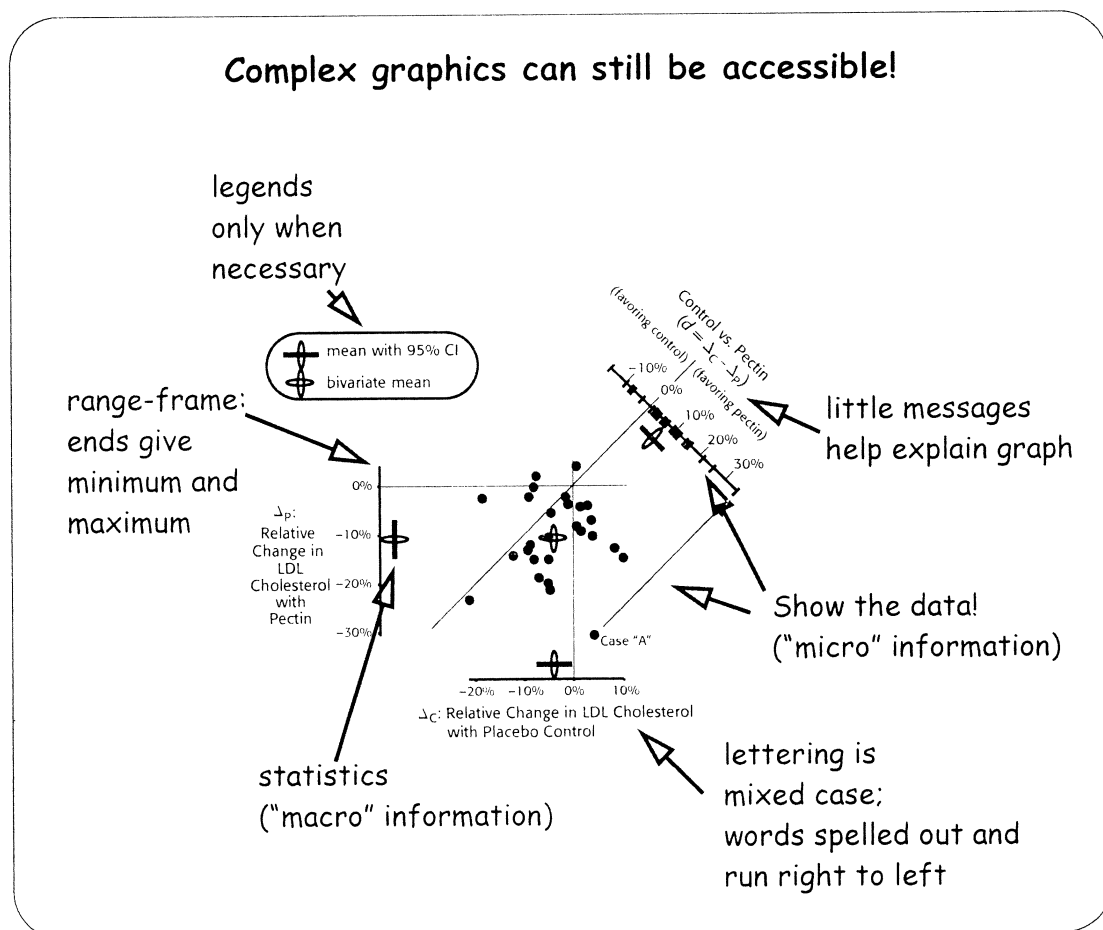 Complex graphics can still be accessible!
legends
only when
necessary
mean with 95% CI
bivariate mean
range-frame:
ends give
minimum and
maximum
(favoring control)
Control vs. Pectin
(d = ΔC - ΔP)
(favoring pectin)
-10%
0%
10%
20%
30%
little messages
help explain graph
0%
-10%
-20%
-30%
ΔP:
Relative
Change in
LDL
Cholesterol
with
Pectin
Case "A"
Show the data!
("micro" information)
-20%
-10%
0%
10%
ΔC: Relative Change in LDL Cholesterol
with Placebo Control
statistics
("macro" information)
lettering is
mixed case;
words spelled out and
run right to left